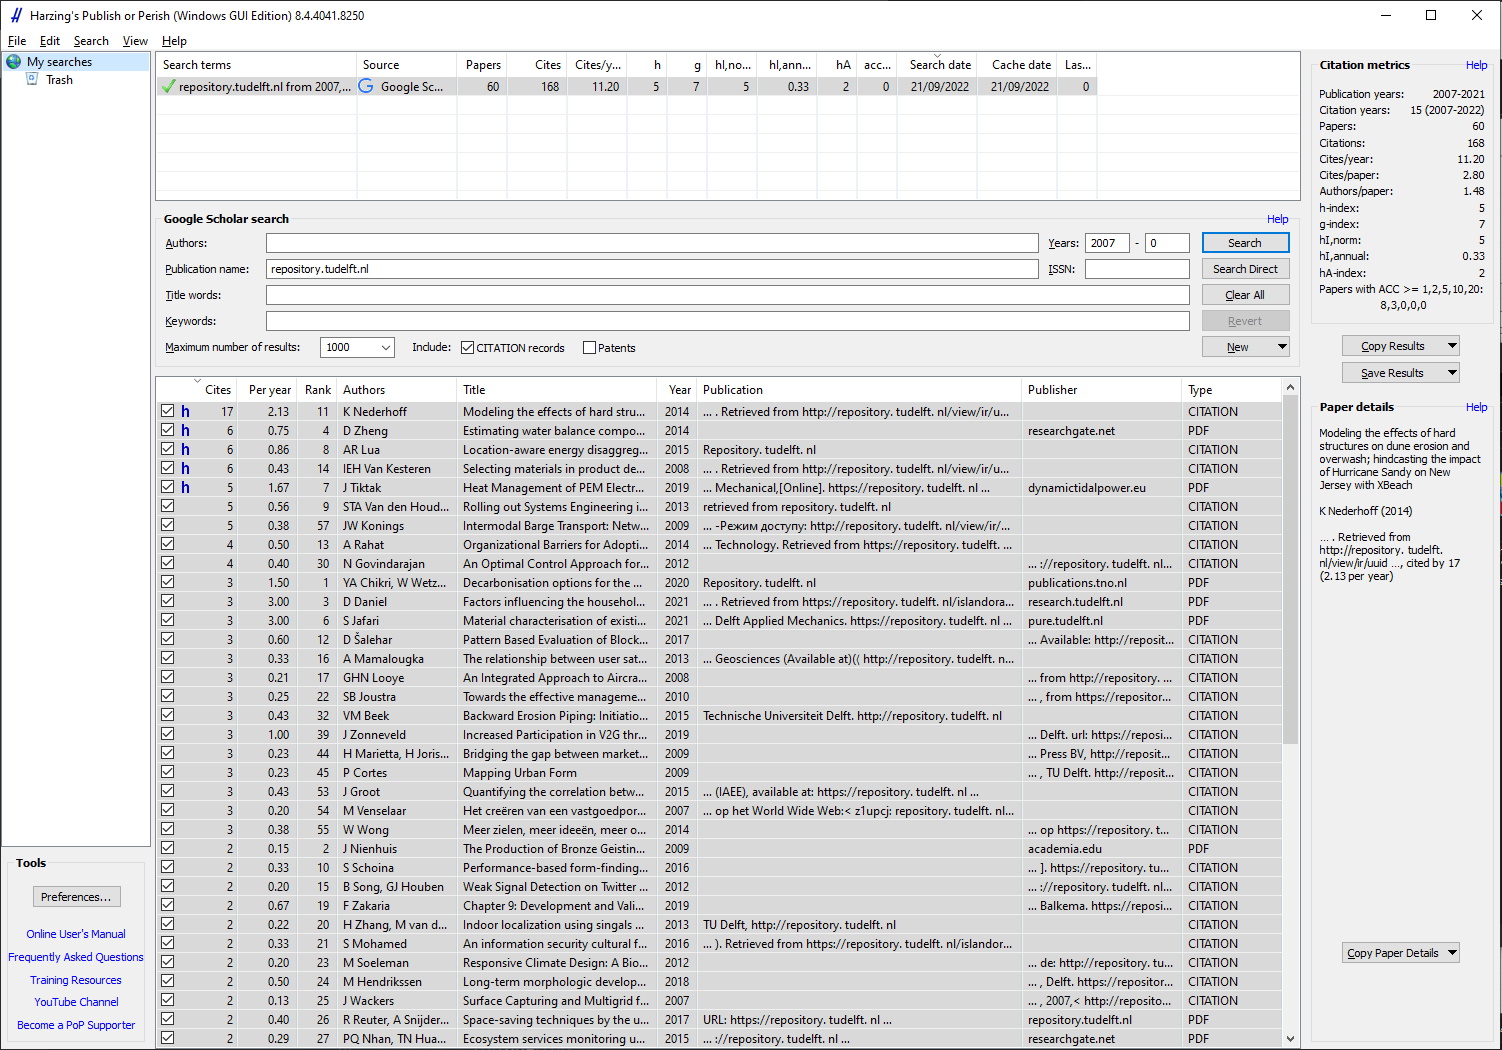 Harzing's Publish or Perish (Windows GUI Edition) 8.4.4041.8250
File Edit Search View Help
My searches
Trash
Search terms Source Papers Cites Cites/y... h g hI,no... hI,ann... hA acc... Search date Cache date Las...
repository.tudelft.nl from 2007,... Google Sc... 60 168 11.20 5 7 5 0.33 2 0 21/09/2022 21/09/2022 0
Google Scholar search Help
Authors: Years: 2007 - 0 Search
Publication name: repository.tudelft.nl ISSN: Search Direct
Title words: Clear All
Keywords: Revert
Maximum number of results: 1000 Include: CITATION records Patents New
Cites Per year Rank Authors Title Year Publication Publisher Type
h 17 2.13 11 K Nederhoff Modeling the effects of hard stru... 2014 ... . Retrieved from http://repository. tudelft. nl/view/ir/u... CITATION
h 6 0.75 4 D Zheng Estimating water balance compo... 2014 researchgate.net PDF
h 6 0.86 8 AR Lua Location-aware energy disaggreg... 2015 Repository. tudelft. nl CITATION
h 6 0.43 14 IEH Van Kesteren Selecting materials in product de... 2008 ... . Retrieved from http://repository. tudelft. nl/view/ir/u... CITATION
h 5 1.67 7 J Tiktak Heat Management of PEM Electr... 2019 ... Mechanical,[Online]. https://repository. tudelft. nl ... dynamictidalpower.eu PDF
5 0.56 9 STA Van den Houd... Rolling out Systems Engineering i... 2013 retrieved from repository. tudelft. nl CITATION
5 0.38 57 JW Konings Intermodal Barge Transport: Netw... 2009 ... -Режим доступу: http://repository. tudelft. nl/view/ir/... CITATION
4 0.50 13 A Rahat Organizational Barriers for Adopti... 2014 ... Technology. Retrieved from https://repository. tudelft. ... CITATION
4 0.40 30 N Govindarajan An Optimal Control Approach for... 2012 ... ://repository. tudelft. nl... CITATION
3 1.50 1 YA Chikri, W Wetz... Decarbonisation options for the ... 2020 Repository. tudelft. nl publications.tno.nl PDF
3 3.00 3 D Daniel Factors influencing the househol... 2021 ... . Retrieved from https://repository. tudelft. nl/islandora... research.tudelft.nl PDF
3 3.00 6 S Jafari Material characterisation of existi... 2021 ... Delft Applied Mechanics. https://repository. tudelft. nl ... pure.tudelft.nl PDF
3 0.60 12 D Šalehar Pattern Based Evaluation of Block... 2017 ... Available: http://reposit... CITATION
3 0.33 16 A Mamalougka The relationship between user sat... 2013 ... Geosciences (Available at)(( http://repository. tudelft. n... CITATION
3 0.21 17 GHN Looye An Integrated Approach to Aircra... 2008 ... from http://repository. ... CITATION
3 0.25 22 SB Joustra Towards the effective manageme... 2010 ... , from https://repositor... CITATION
3 0.43 32 VM Beek Backward Erosion Piping: Initiatio... 2015 Technische Universiteit Delft. http://repository. tudelft. nl CITATION
3 1.00 39 J Zonneveld Increased Participation in V2G thr... 2019 ... Delft. url: https://reposi... CITATION
3 0.23 44 H Marietta, H Joris... Bridging the gap between market... 2009 ... Press BV, http://reposit... CITATION
3 0.23 45 P Cortes Mapping Urban Form 2009 ... , TU Delft. http://reposit... CITATION
3 0.43 53 J Groot Quantifying the correlation betw... 2015 ... (IAEE), available at: https://repository. tudelft. nl ... CITATION
3 0.20 54 M Venselaar Het creëren van een vastgoedpor... 2007 ... op het World Wide Web:< z1upcj: repository. tudelft. nl... CITATION
3 0.38 55 W Wong Meer zielen, meer ideeën, meer o... 2014 ... op https://repository. t... CITATION
2 0.15 2 J Nienhuis The Production of Bronze Geistin... 2009 academia.edu PDF
2 0.33 10 S Schoina Performance-based form-finding... 2016 ... ]. https://repository. tu... CITATION
2 0.20 15 B Song, GJ Houben Weak Signal Detection on Twitter ... 2012 ... ://repository. tudelft. nl... CITATION
2 0.67 19 F Zakaria Chapter 9: Development and Vali... 2019 ... Balkema. https://reposi... CITATION
2 0.22 20 H Zhang, M van d... Indoor localization using singals ... 2013 TU Delft, http://repository. tudelft. nl CITATION
2 0.33 21 S Mohamed An information security cultural f... 2016 ... ). Retrieved from https://repository. tudelft. nl/islandor... CITATION
2 0.20 23 M Soeleman Responsive Climate Design: A Bio... 2012 ... de: http://repository. tu... CITATION
2 0.50 24 M Hendrikssen Long-term morphologic develop... 2018 ... , Delft. https://repositor... CITATION
2 0.13 25 J Wackers Surface Capturing and Multigrid f... 2007 ... , 2007,< http://reposito... CITATION
2 0.40 26 R Reuter, A Snijder... Space-saving techniques by the u... 2017 URL: https://repository. tudelft. nl ... repository.tudelft.nl PDF
2 0.29 27 PQ Nhan, TN Hua... Ecosystem services monitoring u... 2015 ... ://repository. tudelft. nl ... researchgate.net PDF
Tools
Preferences...
Online User's Manual
Frequently Asked Questions
Training Resources
YouTube Channel
Become a PoP Supporter
Citation metrics Help
Publication years: 2007-2021
Citation years: 15 (2007-2022)
Papers: 60
Citations: 168
Cites/year: 11.20
Cites/paper: 2.80
Authors/paper: 1.48
h-index: 5
g-index: 7
hI,norm: 5
hI,annual: 0.33
hA-index: 2
Papers with ACC >= 1,2,5,10,20:
8,3,0,0,0
Copy Results
Save Results
Paper details Help
Modeling the effects of hard
structures on dune erosion and
overwash; hindcasting the impact
of Hurricane Sandy on New
Jersey with XBeach
K Nederhoff (2014)
... . Retrieved from
http://repository. tudelft.
nl/view/ir/uuid ..., cited by 17
(2.13 per year)
Copy Paper Details